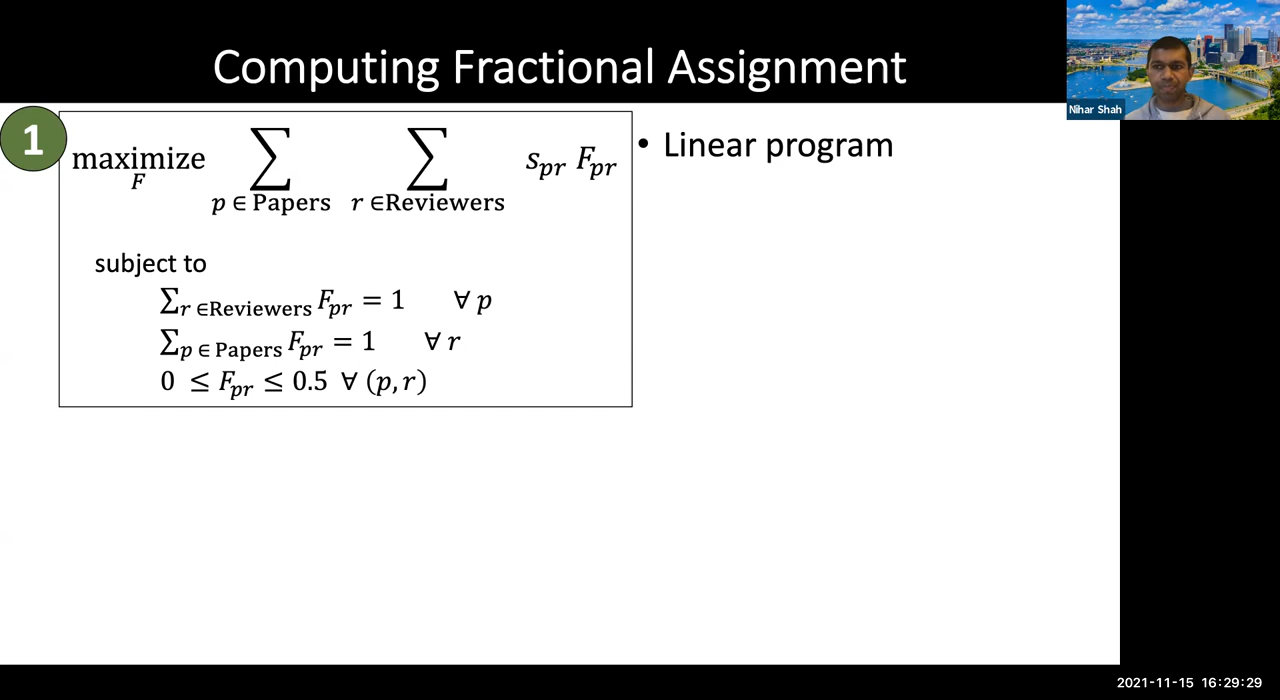 Computing Fractional Assignment
Nihar Shah
1
maximize ∑ ∑ s_pr F_pr
F
p ∈ Papers r ∈Reviewers
• Linear program
subject to
∑_r ∈Reviewers F_pr = 1 ∀ p
∑_p ∈ Papers F_pr = 1 ∀ r
0 ≤ F_pr ≤ 0.5 ∀ (p, r)
2021-11-15 16:29:29